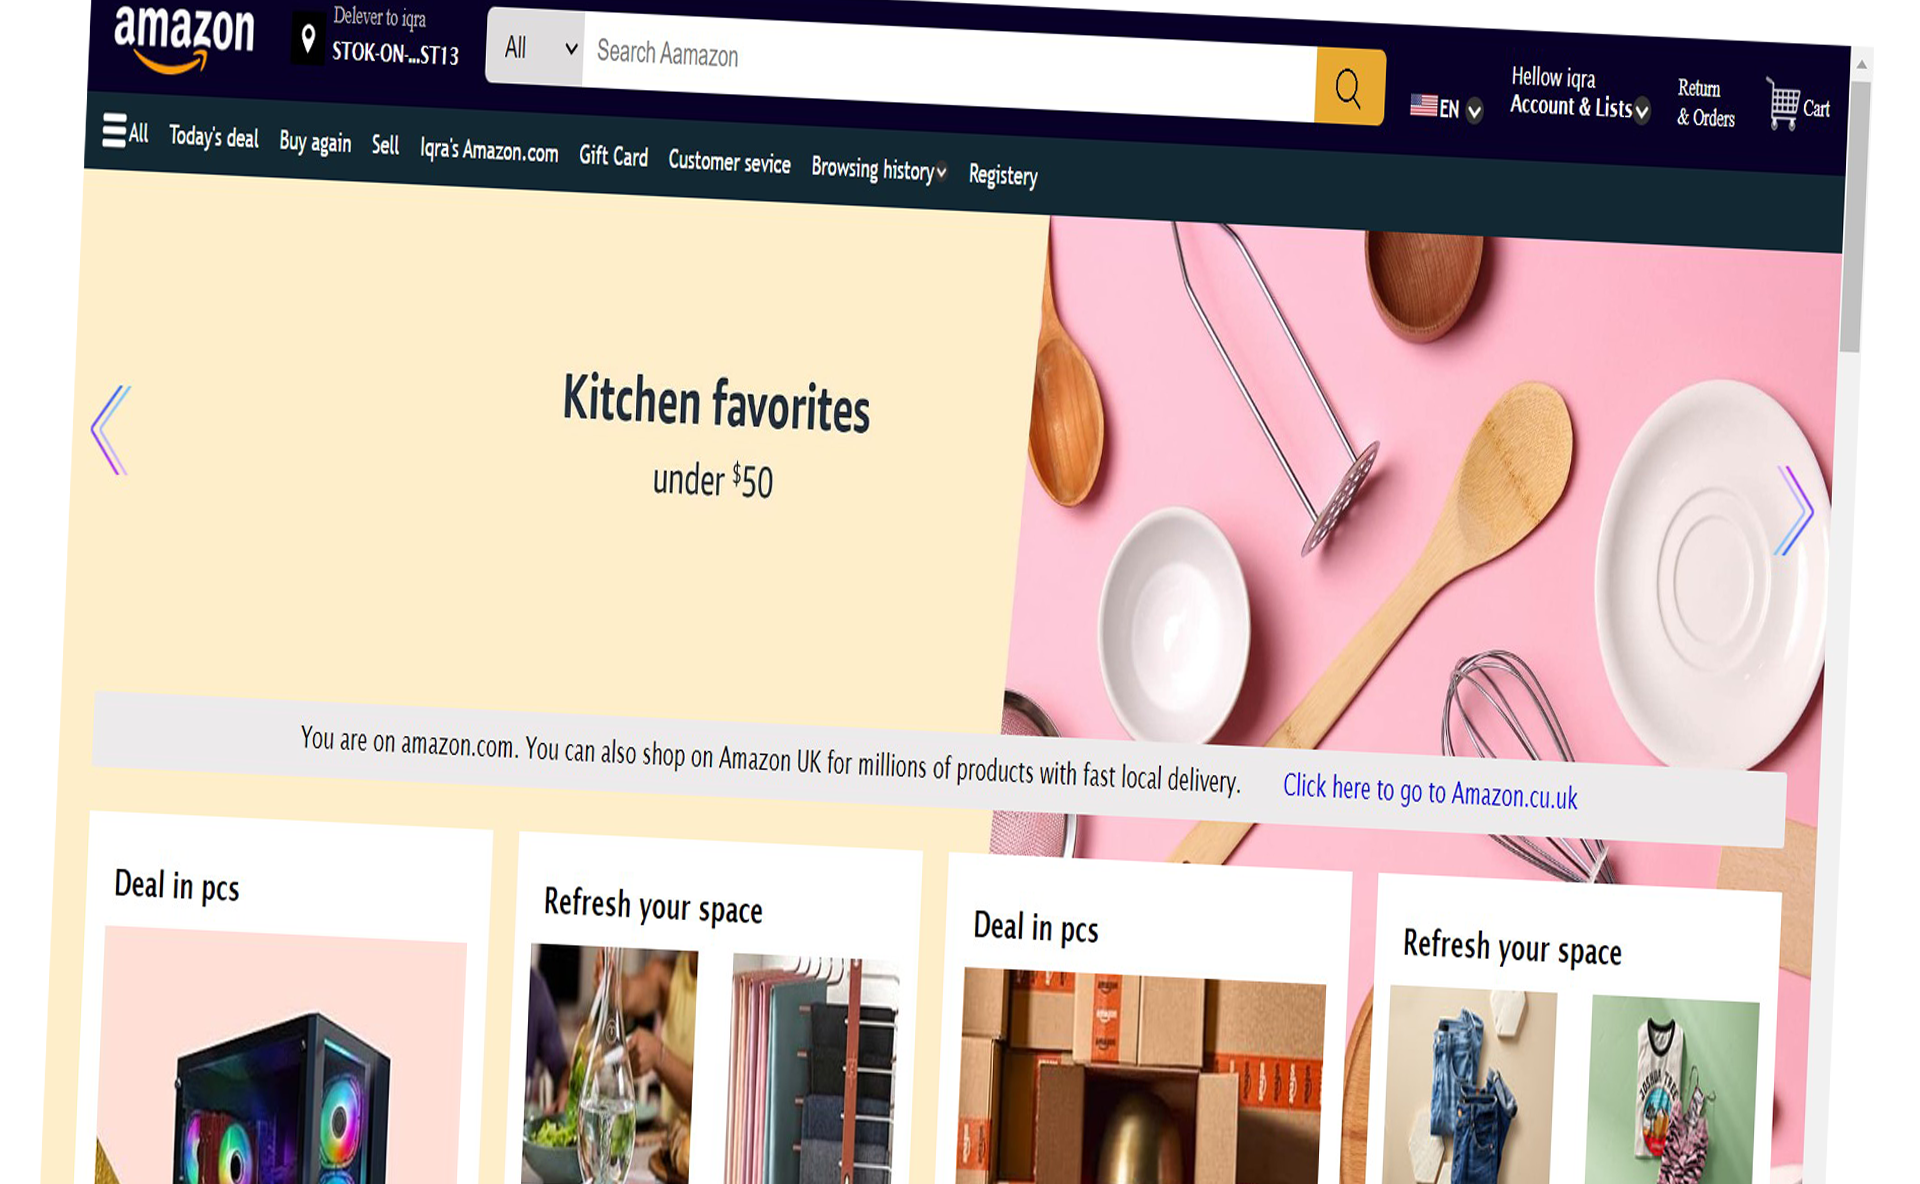 amazon
Delever to iqra
STOK-ON-...ST13
All
Search Aamazon
EN
Hellow iqra
Account & Lists
Return
& Orders
Cart
All Today's deal Buy again Sell Iqra's Amazon.com Gift Card Customer sevice Browsing history Registery
Kitchen favorites
under $50
You are on amazon.com. You can also shop on Amazon UK for millions of products with fast local delivery. Click here to go to Amazon.cu.uk
Deal in pcs
Refresh your space
Deal in pcs
Refresh your space
JOSHUA TREE